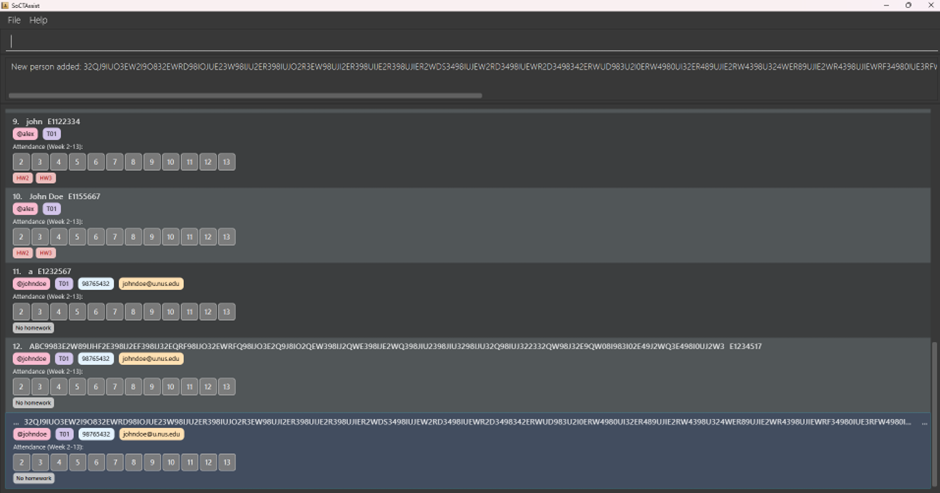 SoCTAssist
File Help
New person added:
9. john E1122334
@alex T01
Attendance (Week 2-13):
2 3 4 5 6 7 8 9 10 11 12 13
HW2 HW3
10. John Doe E1155667
@alex T01
Attendance (Week 2-13):
2 3 4 5 6 7 8 9 10 11 12 13
HW2 HW3
11. a E1232567
@johndoe T01 98765432 johndoe@u.nus.edu
Attendance (Week 2-13):
2 3 4 5 6 7 8 9 10 11 12 13
No homework
12. E1234517
@johndoe T01 98765432 johndoe@u.nus.edu
Attendance (Week 2-13):
2 3 4 5 6 7 8 9 10 11 12 13
No homework
... ...
@johndoe T01 98765432 johndoe@u.nus.edu
Attendance (Week 2-13):
2 3 4 5 6 7 8 9 10 11 12 13
No homework